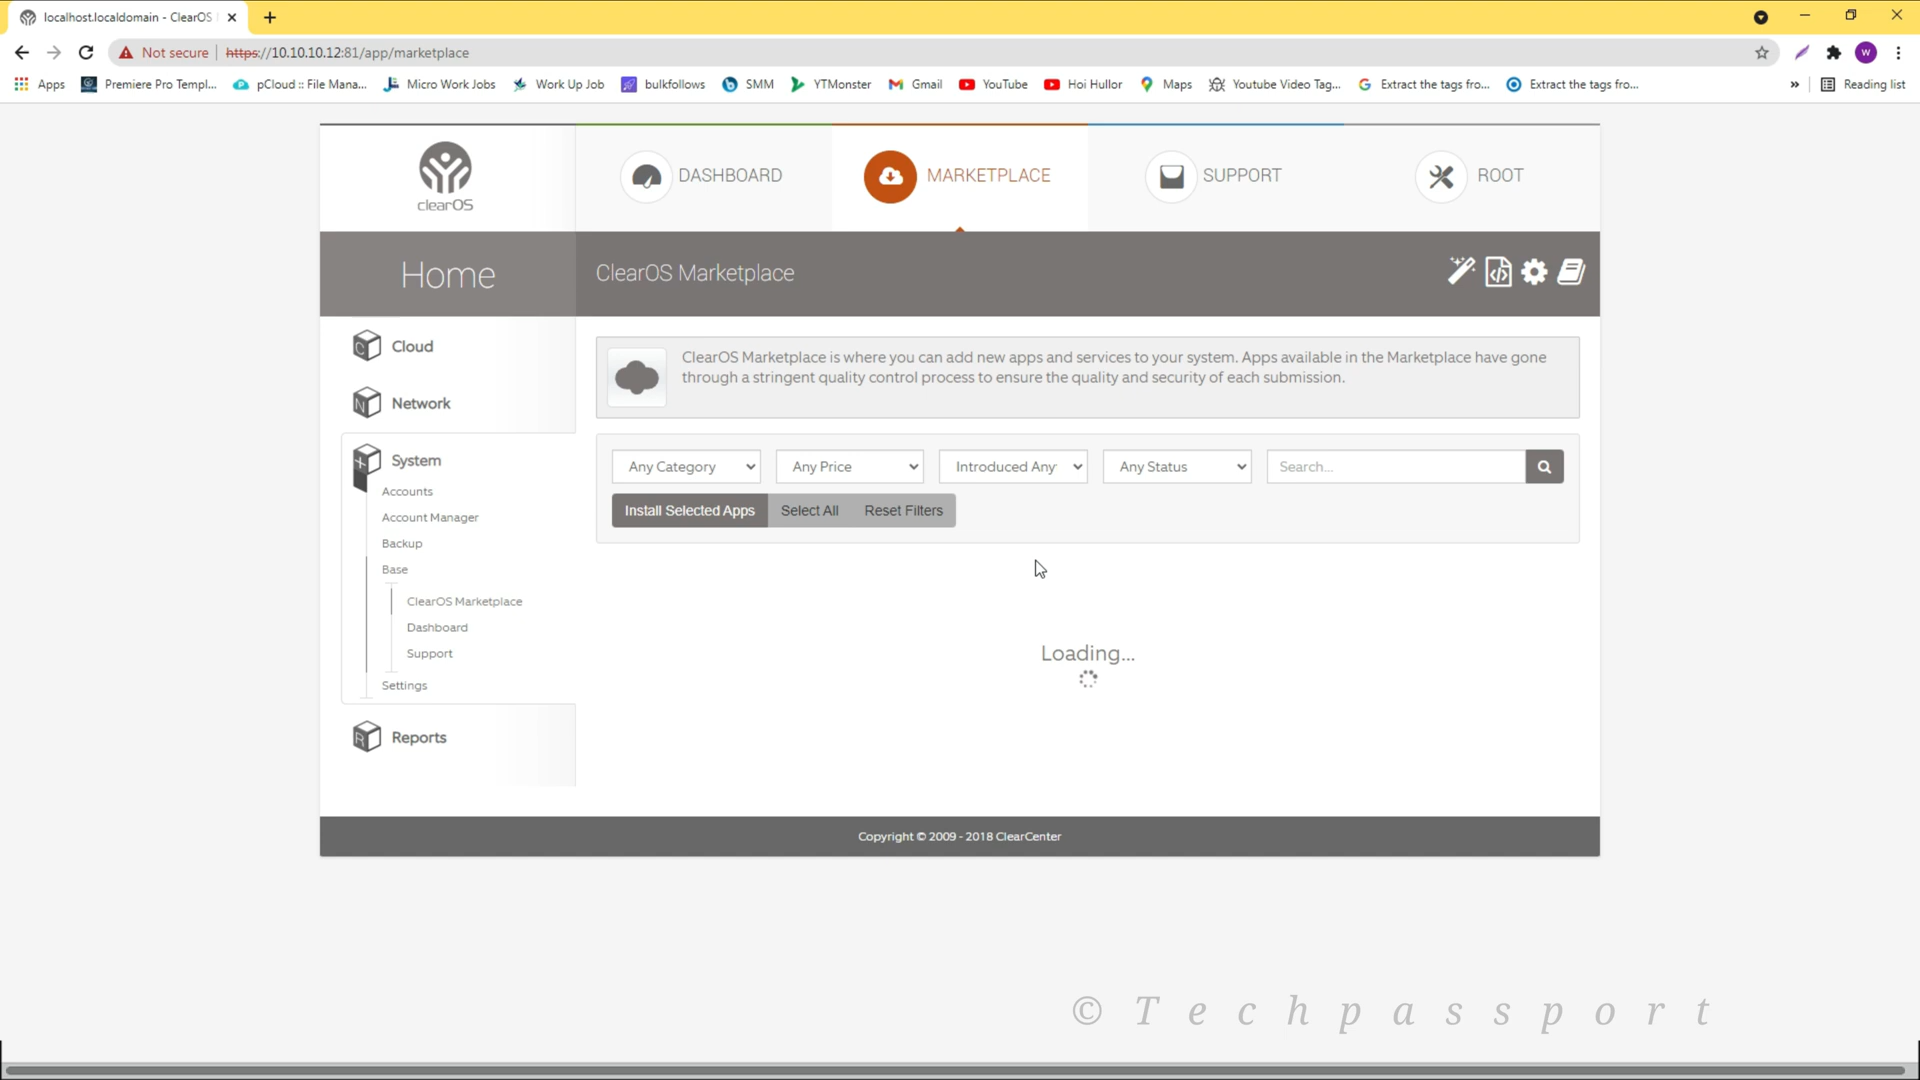 localhost.localdomain - ClearOS
Not secure
https://10.10.10.12:81/app/marketplace
W
Apps
Premiere Pro Templ...
pCloud :: File Mana...
Micro Work Jobs
Work Up Job
bulkfollows
SMM
YTMonster
Gmail
YouTube
Hoi Hullor
Maps
Youtube Video Tag...
Extract the tags fro...
Extract the tags fro...
»
Reading list
clearOS
DASHBOARD
MARKETPLACE
SUPPORT
ROOT
Home
ClearOS Marketplace
Cloud
Network
System
Accounts
Account Manager
Backup
Base
ClearOS Marketplace
Dashboard
Support
Settings
Reports
ClearOS Marketplace is where you can add new apps and services to your system. Apps available in the Marketplace have gone
through a stringent quality control process to ensure the quality and security of each submission.
Any Category
Any Price
Introduced Any
Any Status
Search...
Install Selected Apps
Select All
Reset Filters
Loading...
Copyright © 2009 - 2018 ClearCenter
© Techpassport